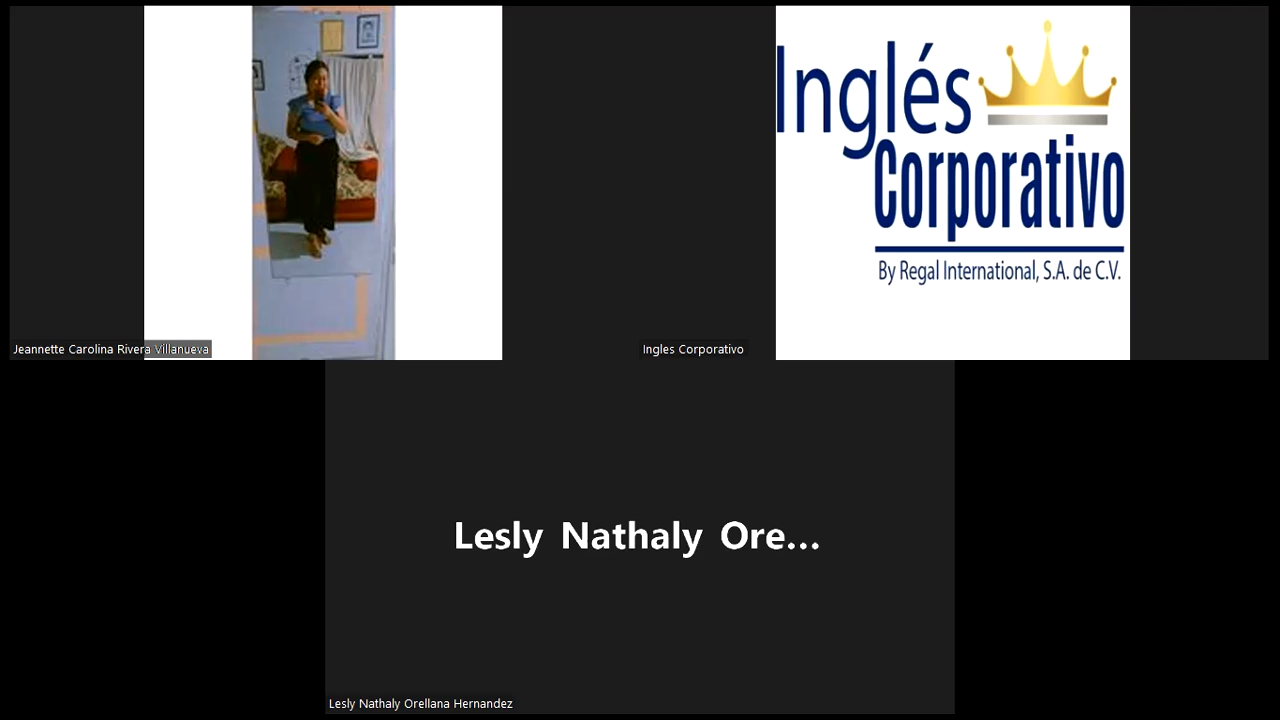 Inglés
Corporativo
By Regal International, S.A. de C.V.
Jeannette Carolina Rivera Villanueva
Ingles Corporativo
Lesly Nathaly Ore...
Lesly Nathaly Orellana Hernandez